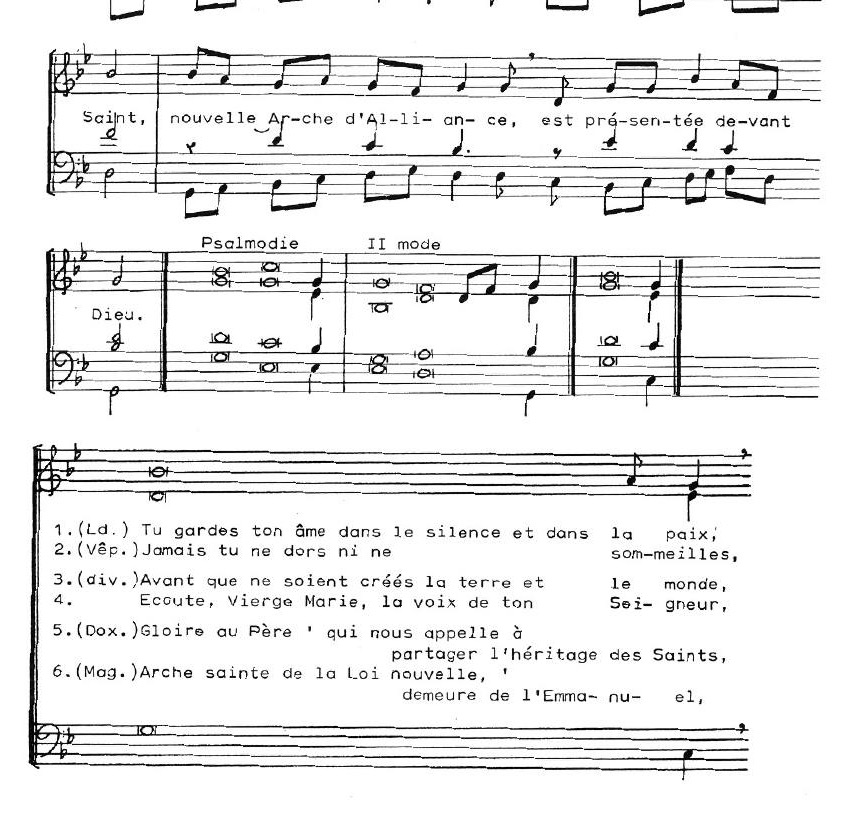 Saint, nouvelle Ar-che d'Al-li- an- ce, est pré-sen-tée de-vant
Psalmodie II mode
Dieu.
1.(Ld.) Tu gardes ton âme dans le silence et dans la paix,
2.(Vêp.)Jamais tu ne dors ni ne som-meilles,
3.(div.)Avant que ne soient créés la terre et le monde,
4. Ecoute, Vierge Marie, la voix de ton Sei- gneur,
5.(Dox.)Gloire au Père ' qui nous appelle à
partager l'héritage des Saints,
6.(Mag.)Arche sainte de la Loi nouvelle, '
demeure de l'Emma- nu- el,